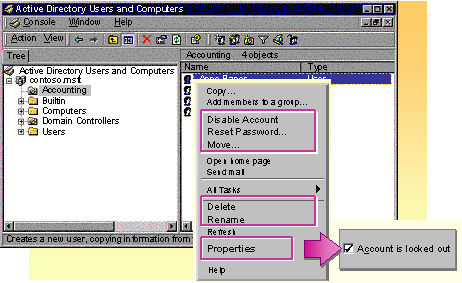 Active Directory Users and Computers
Console Window Help
Action View
Tree
Accounting 4 objects
Name Type
Active Directory Users and Computers
contoso.msft
Accounting
Builtin
Computers
Domain Controllers
Users
Copy...
Add members to a group...
Disable Account
Reset Password...
Move...
Open home page
Send mail
All Tasks
Delete
Rename
Refresh
Properties
Help
Account is locked out
Creates a new user, copying information from